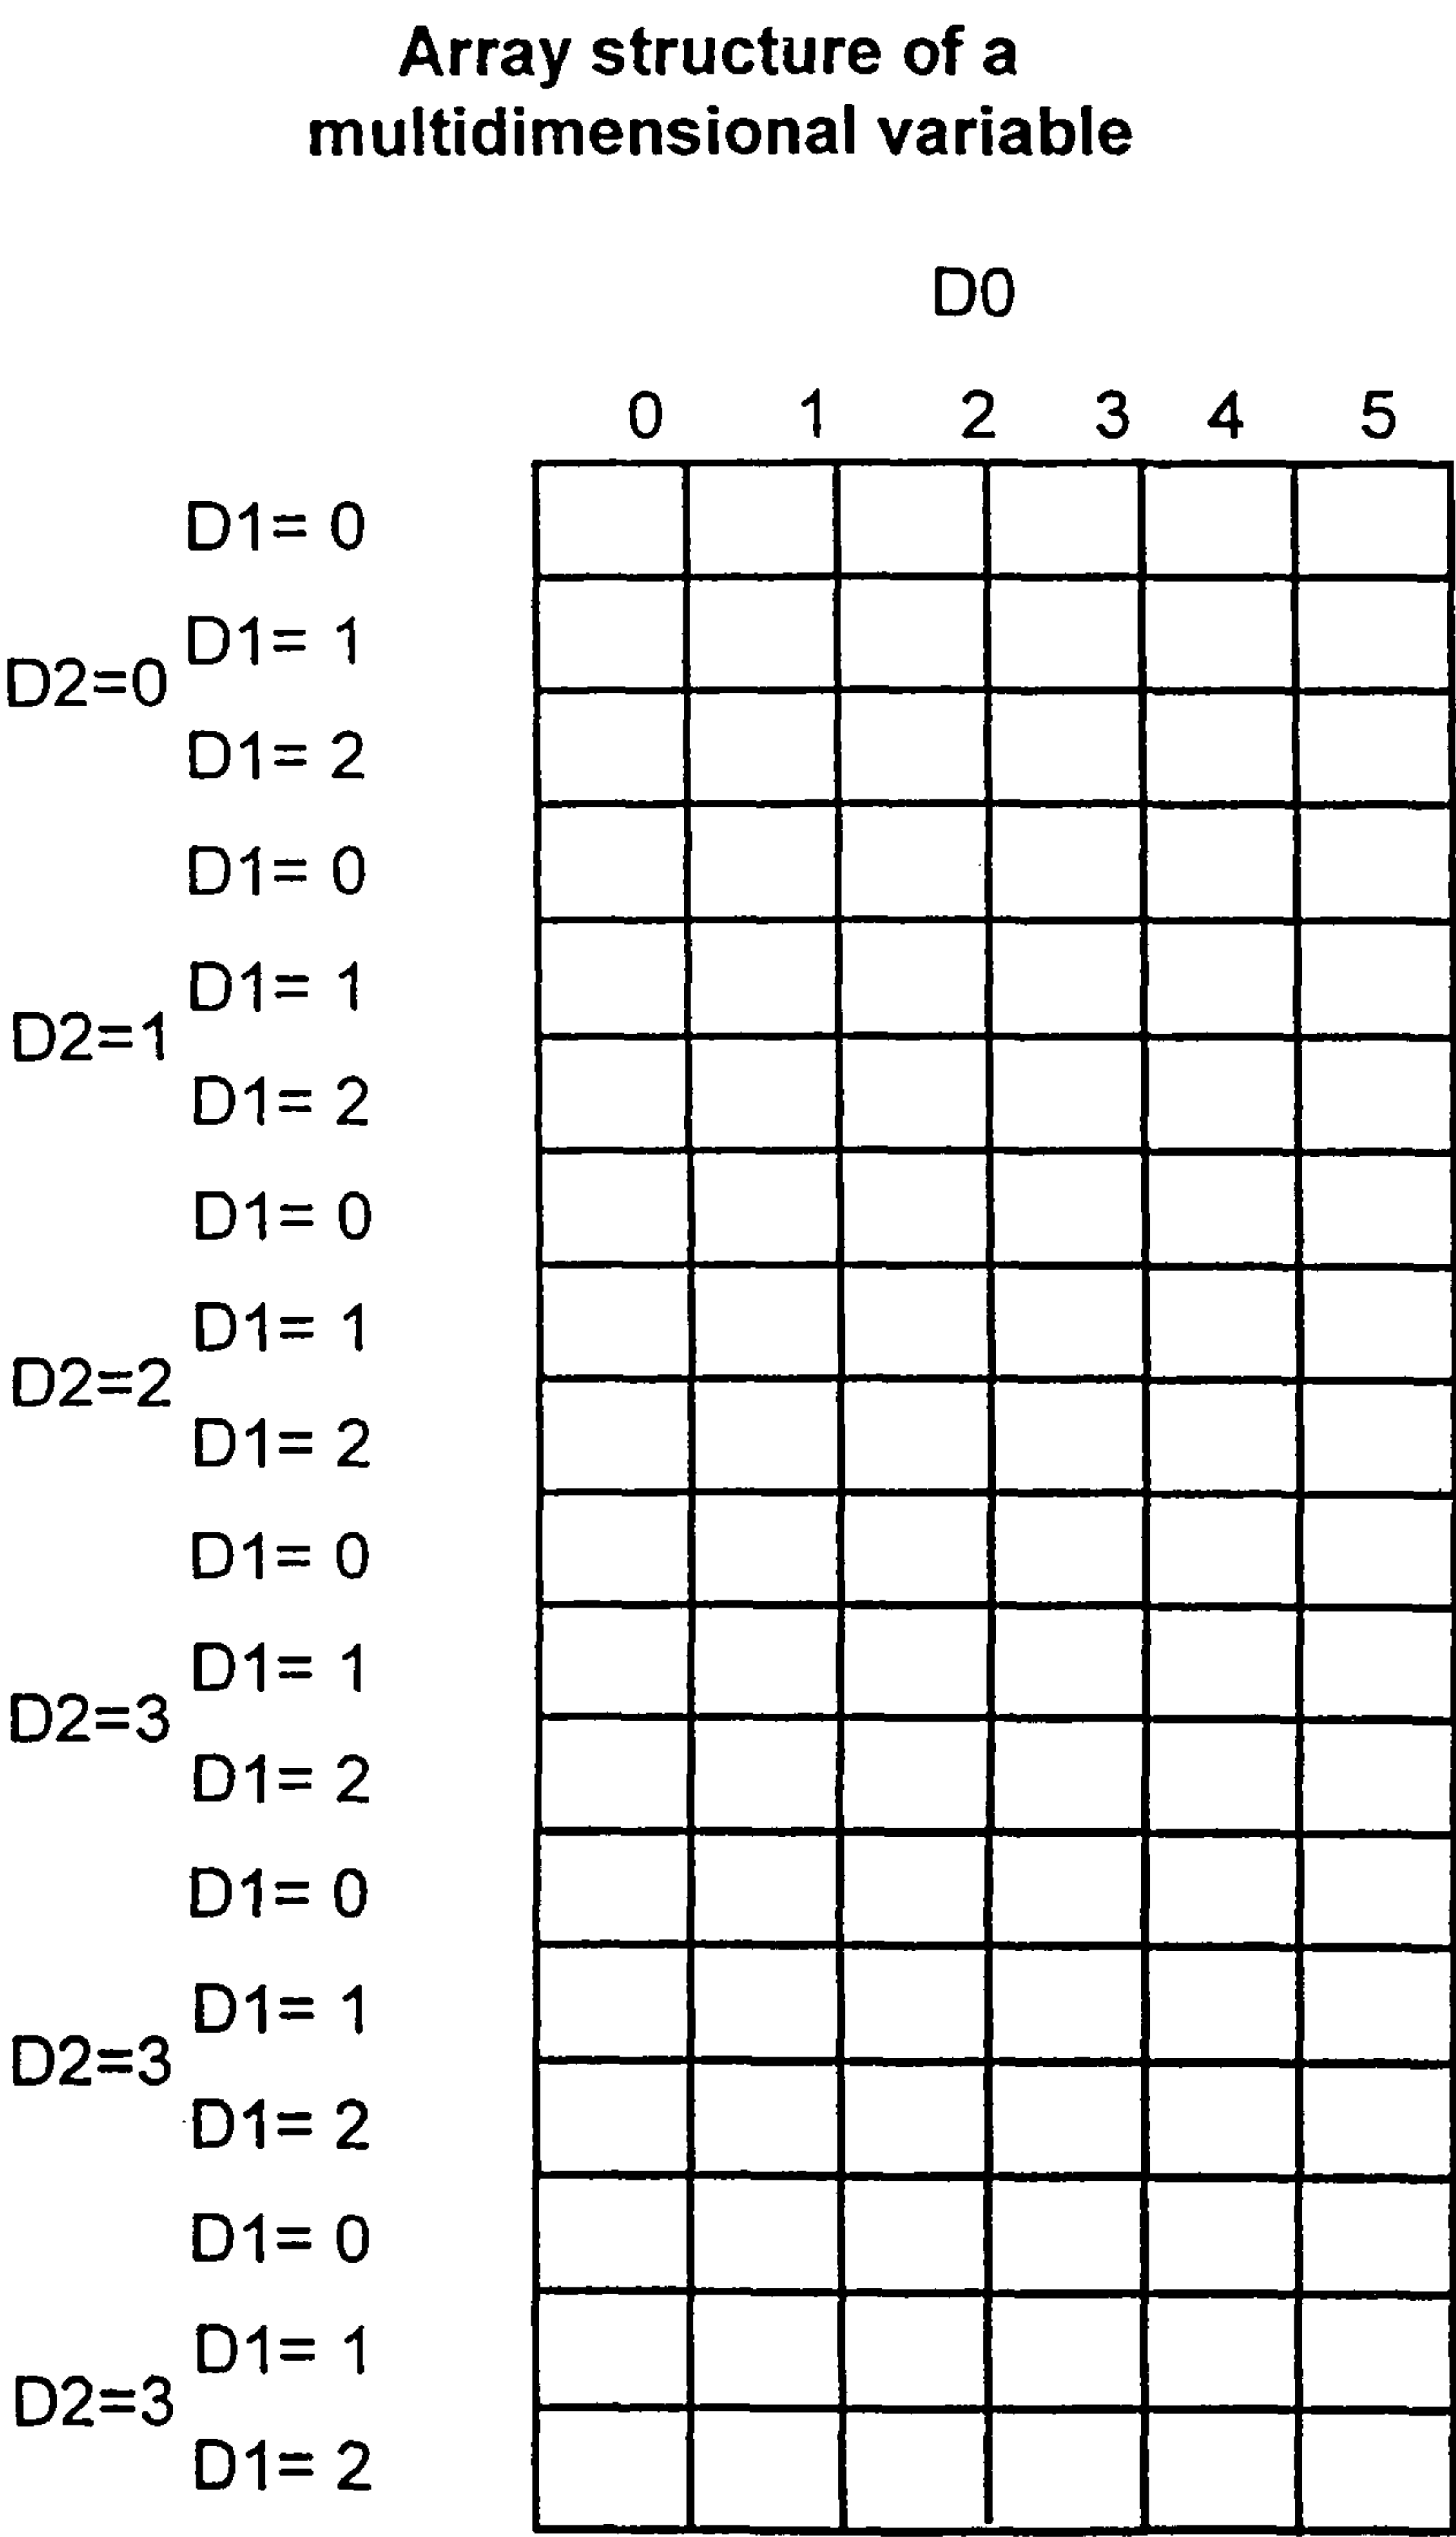 Array structure of a
multidimensional variable
D0
0 1 2 3 4 5
D1= 0
D1= 1
D2=0
D1= 2
D1= 0
D1= 1
D2=1
D1= 2
D1= 0
D1= 1
D2=2
D1= 2
D1= 0
D1= 1
D2=3
D1= 2
D1= 0
D1= 1
D2=3
D1= 2
D1= 0
D1= 1
D2=3
D1= 2